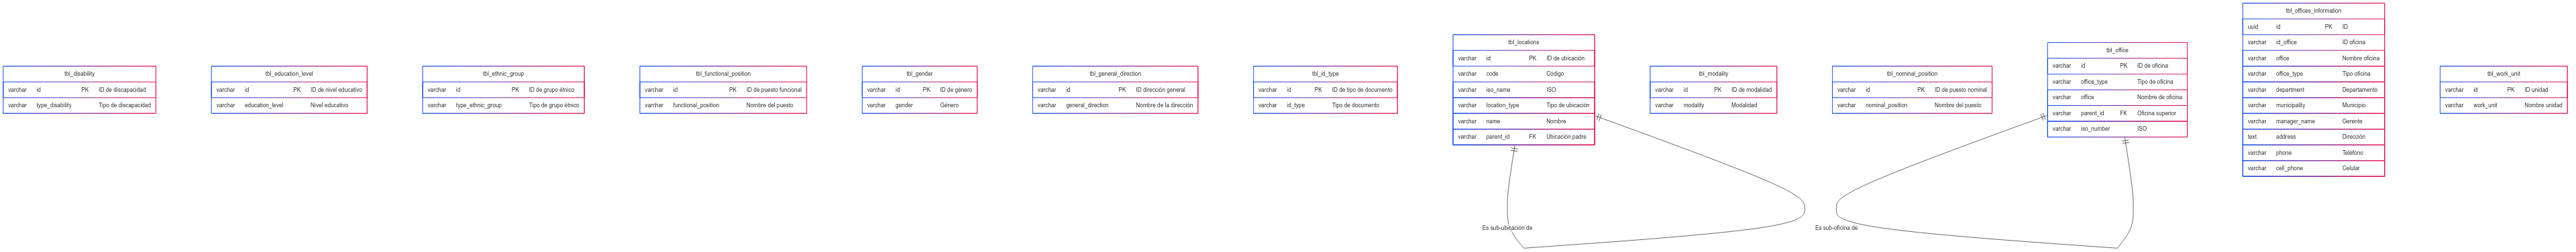 tbl_disability
varchar id PK ID de discapacidad
varchar type_disability Tipo de discapacidad
tbl_education_level
varchar id PK ID de nivel educativo
varchar education_level Nivel educativo
tbl_ethnic_group
varchar id PK ID de grupo étnico
varchar type_ethnic_group Tipo de grupo étnico
tbl_functional_position
varchar id PK ID de puesto funcional
varchar functional_position Nombre del puesto
tbl_gender
varchar id PK ID de género
varchar gender Género
tbl_general_direction
varchar id PK ID dirección general
varchar general_direction Nombre de la dirección
tbl_id_type
varchar id PK ID de tipo de documento
varchar id_type Tipo de documento
tbl_locations
varchar id PK ID de ubicación
varchar code Código
varchar iso_name ISO
varchar location_type Tipo de ubicación
varchar name Nombre
varchar parent_id FK Ubicación padre
Es sub-ubicación de
tbl_modality
varchar id PK ID de modalidad
varchar modality Modalidad
tbl_nominal_position
varchar id PK ID de puesto nominal
varchar nominal_position Nombre del puesto
tbl_office
varchar id PK ID de oficina
varchar office_type Tipo de oficina
varchar office Nombre de oficina
varchar parent_id FK Oficina superior
varchar iso_number ISO
Es sub-oficina de
tbl_offices_information
uuid id PK ID
varchar id_office ID oficina
varchar office Nombre oficina
varchar office_type Tipo oficina
varchar department Departamento
varchar municipality Municipio
varchar manager_name Gerente
text address Dirección
varchar phone Teléfono
varchar cell_phone Celular
tbl_work_unit
varchar id PK ID unidad
varchar work_unit Nombre unidad